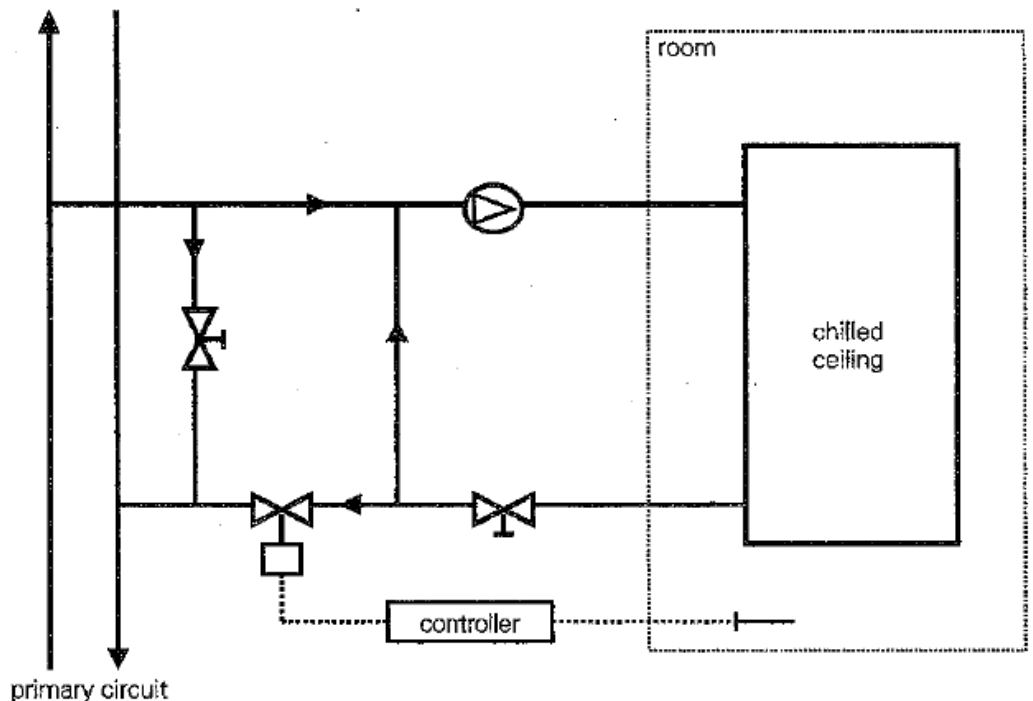 room
chilled
ceiling
controller
primary circuit